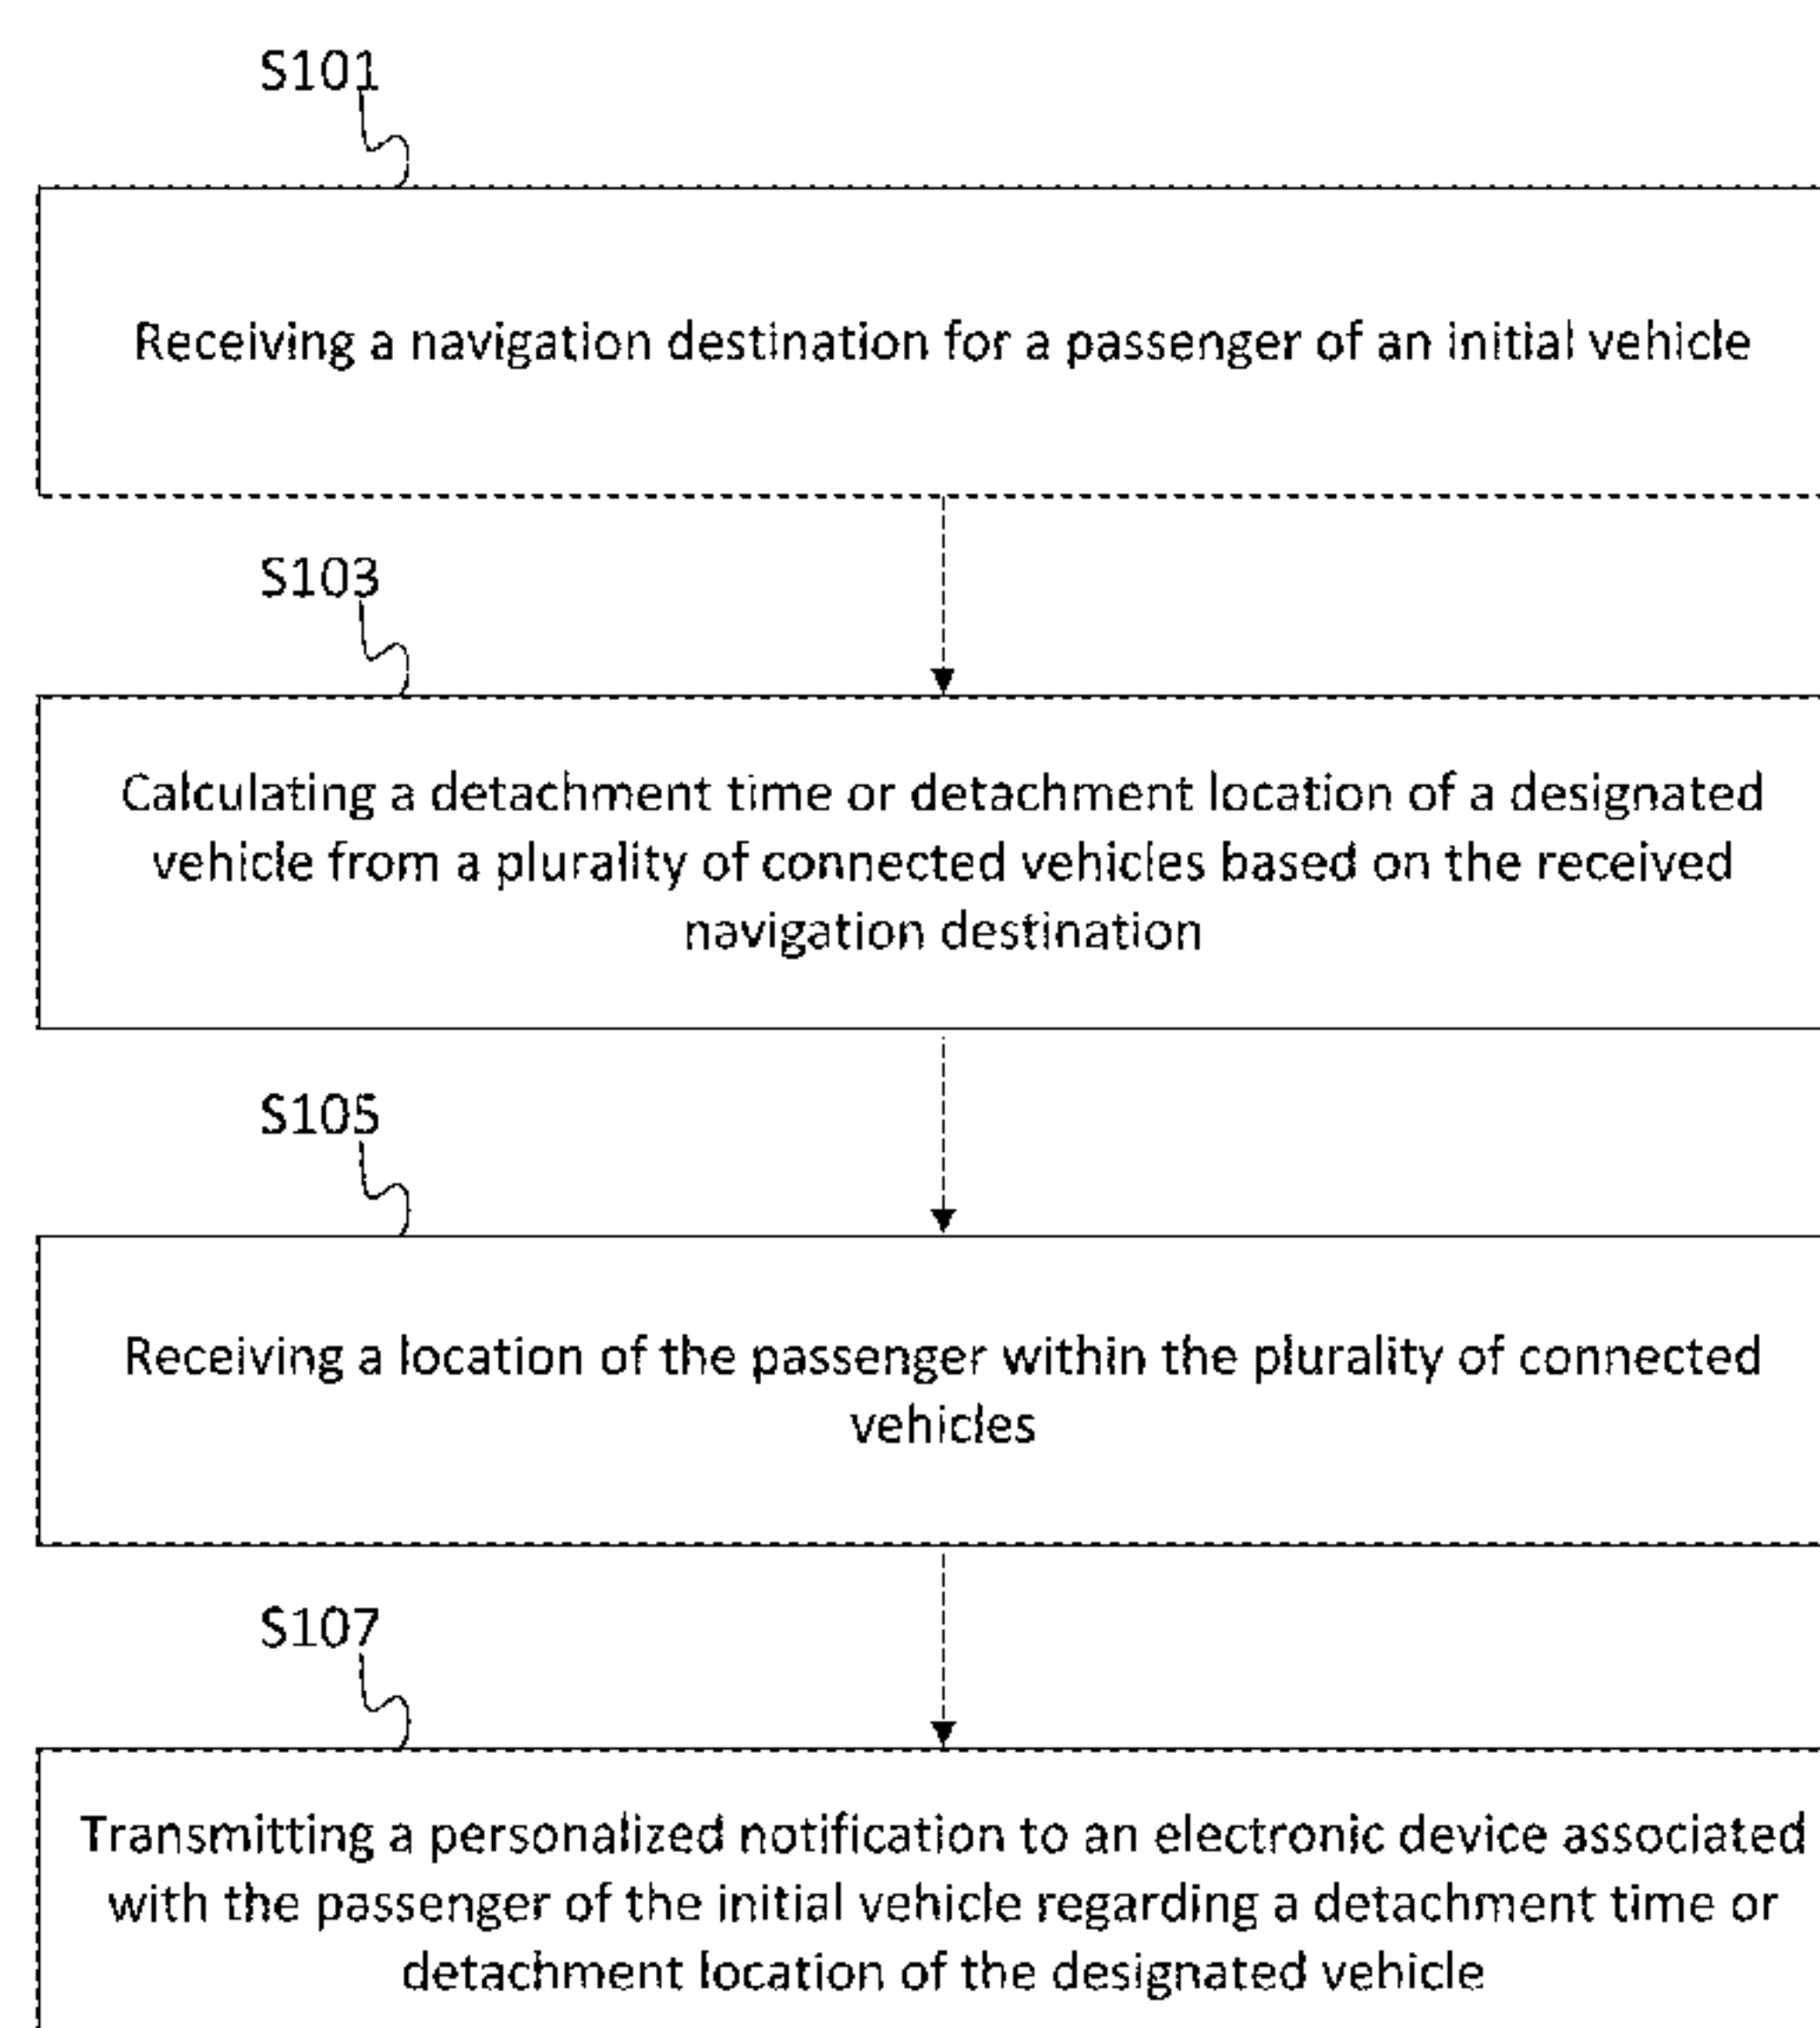 S101
Receiving a navigation destination for a passenger of an initial vehicle
S103
Calculating a detachment time or detachment location of a designated
vehicle from a plurality of connected vehicles based on the received
navigation destination
S105
Receiving a location of the passenger within the plurality of connected
vehicles
S107
Transmitting a personalized notification to an electronic device associated
with the passenger of the initial vehicle regarding a detachment time or
detachment location of the designated vehicle